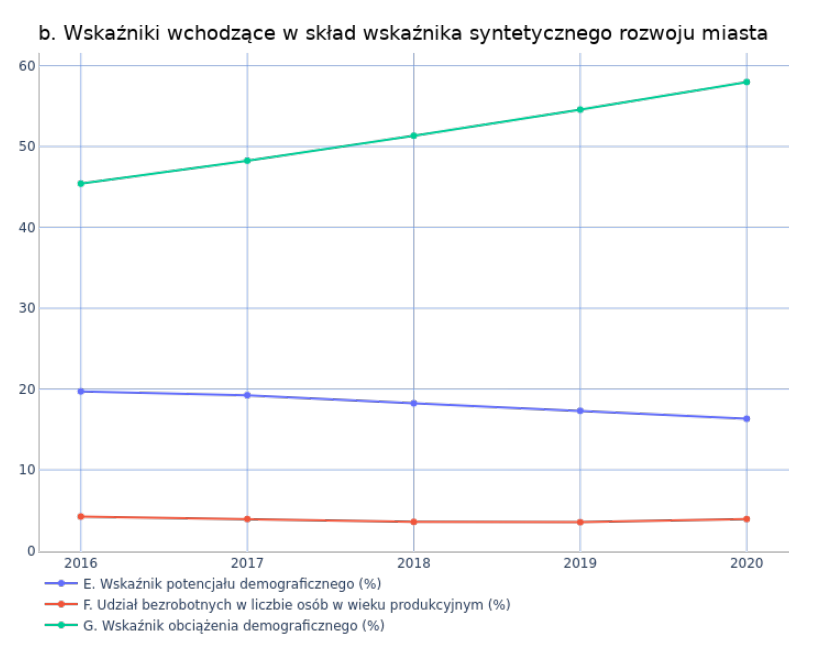 b. Wskaźniki wchodzące w skład wskaźnika syntetycznego rozwoju miasta
60
50
40
30
20
10
0
2016 2017 2018 2019 2020
E. Wskaźnik potencjału demograficznego (%)
F. Udział bezrobotnych w liczbie osób w wieku produkcyjnym (%)
G. Wskaźnik obciążenia demograficznego (%)